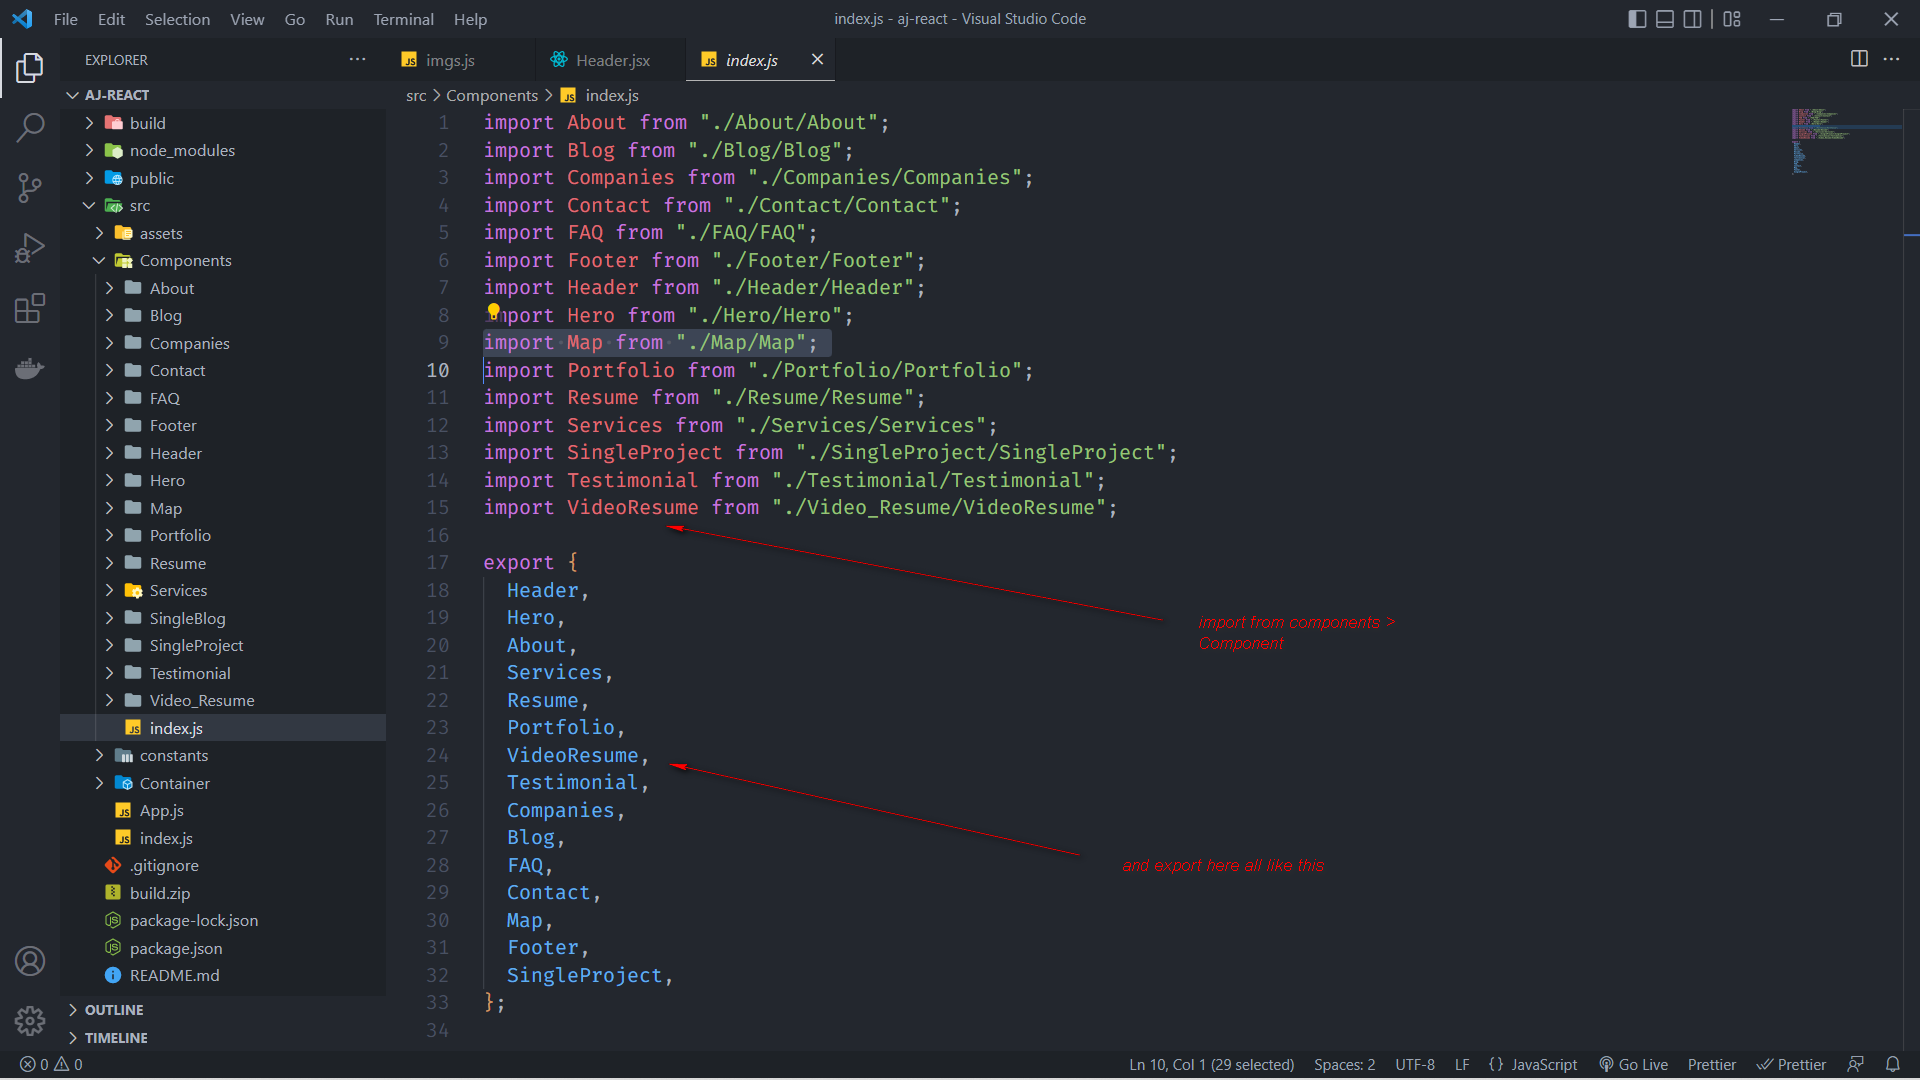 File Edit Selection View Go Run Terminal Help
index.js - aj-react - Visual Studio Code
EXPLORER
imgs.js
Header.jsx
index.js
AJ-REACT
src > Components > index.js
build
node_modules
public
src
assets
Components
About
Blog
Companies
Contact
FAQ
Footer
Header
Hero
Map
Portfolio
Resume
Services
SingleBlog
SingleProject
Testimonial
Video_Resume
index.js
constants
Container
App.js
index.js
.gitignore
build.zip
package-lock.json
package.json
README.md
OUTLINE
TIMELINE
1 import About from "./About/About";
2 import Blog from "./Blog/Blog";
3 import Companies from "./Companies/Companies";
4 import Contact from "./Contact/Contact";
5 import FAQ from "./FAQ/FAQ";
6 import Footer from "./Footer/Footer";
7 import Header from "./Header/Header";
8 import Hero from "./Hero/Hero";
9 import Map from "./Map/Map";
10 import Portfolio from "./Portfolio/Portfolio";
11 import Resume from "./Resume/Resume";
12 import Services from "./Services/Services";
13 import SingleProject from "./SingleProject/SingleProject";
14 import Testimonial from "./Testimonial/Testimonial";
15 import VideoResume from "./Video_Resume/VideoResume";
16
17 export {
18 Header,
19 Hero,
20 About,
21 Services,
22 Resume,
23 Portfolio,
24 VideoResume,
25 Testimonial,
26 Companies,
27 Blog,
28 FAQ,
29 Contact,
30 Map,
31 Footer,
32 SingleProject,
33 };
34
import from components >
Component
and export here all like this
0 0
Ln 10, Col 1 (29 selected) Spaces: 2 UTF-8 LF {} JavaScript Go Live Prettier Prettier